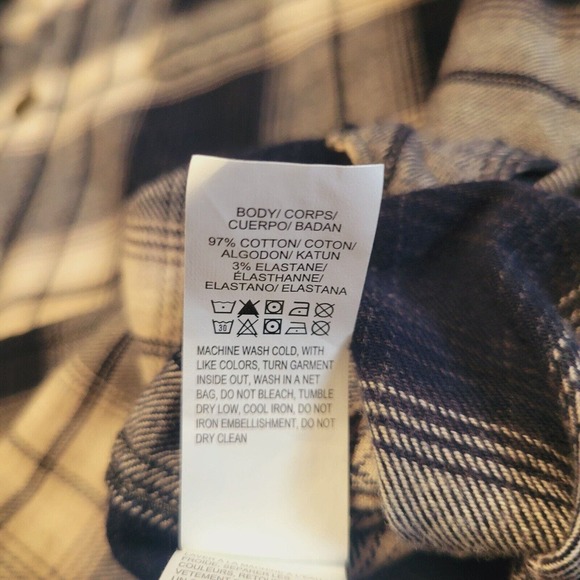 BODY/ CORPS/
CUERPO/ BADAN
97% COTTON/ COTON/
ALGODON/ KATUN
3% ELASTANE/
ÉLASTHANNE/
ELASTANO/ ELASTANA
30
MACHINE WASH COLD, WITH
LIKE COLORS, TURN GARMENT
INSIDE OUT, WASH IN A NET
BAG, DO NOT BLEACH, TUMBLE
DRY LOW, COOL IRON, DO NOT
IRON EMBELLISHMENT, DO NOT
DRY CLEAN
COULEURS,